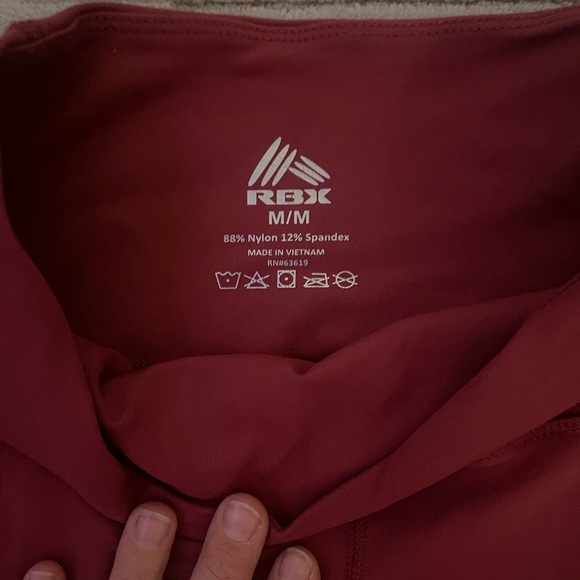 RBX
M/M
88% Nylon 12% Spandex
MADE IN VIETNAM
RN#63619